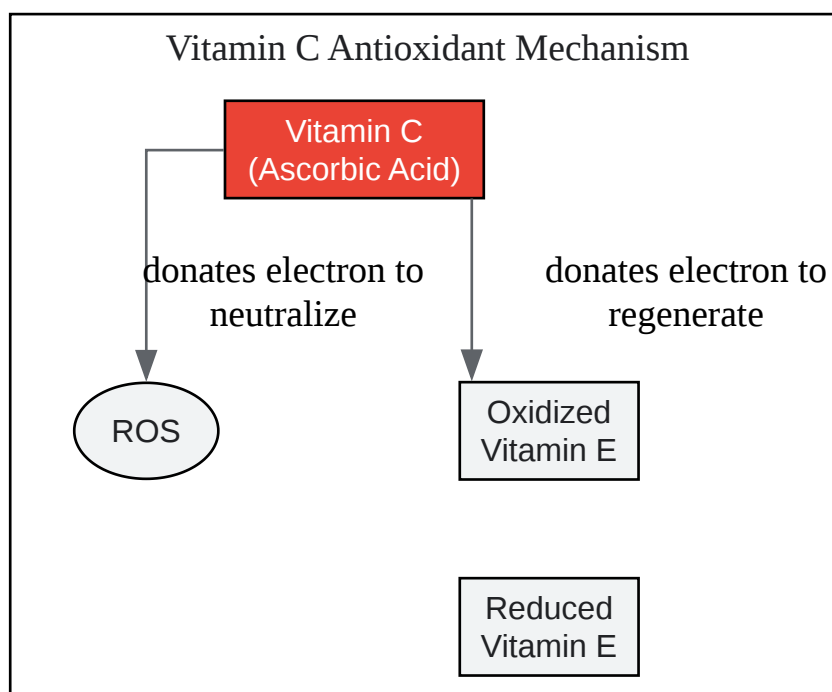 Vitamin C Antioxidant Mechanism
Vitamin C
(Ascorbic Acid)
donates electron to
neutralize
donates electron to
regenerate
ROS
Oxidized
Vitamin E
Reduced
Vitamin E